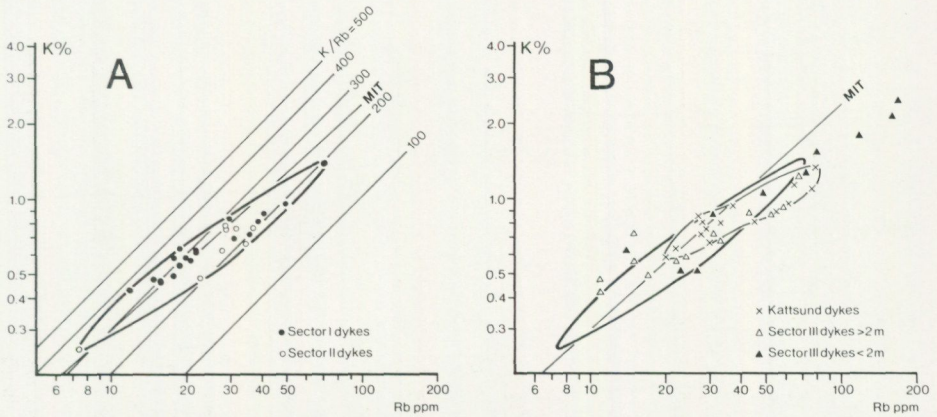 A
K%
4.0
3.0
2.0
1.0
0.5
0.4
0.3
K/Rb=500
400
300
MIT
200
100
● Sector I dykes
○ Sector II dykes
6 8 10 20 30 40 50 100 200
Rb ppm
B
K%
4.0
3.0
2.0
1.0
0.5
0.4
0.3
MIT
× Kattsund dykes
△ Sector III dykes >2m
▲ Sector III dykes <2m
6 8 10 20 30 40 50 100 200
Rb ppm